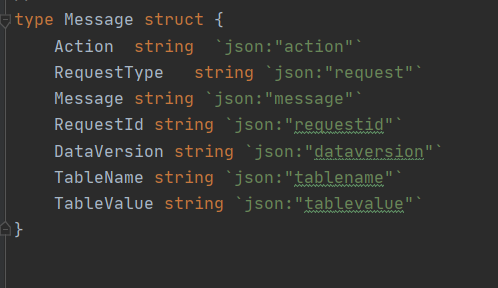 type Message struct {
    Action  string  `json:"action"`
    RequestType   string `json:"request"`
    Message string `json:"message"`
    RequestId string `json:"requestid"`
    DataVersion string `json:"dataversion"`
    TableName string `json:"tablename"`
    TableValue string `json:"tablevalue"`
}